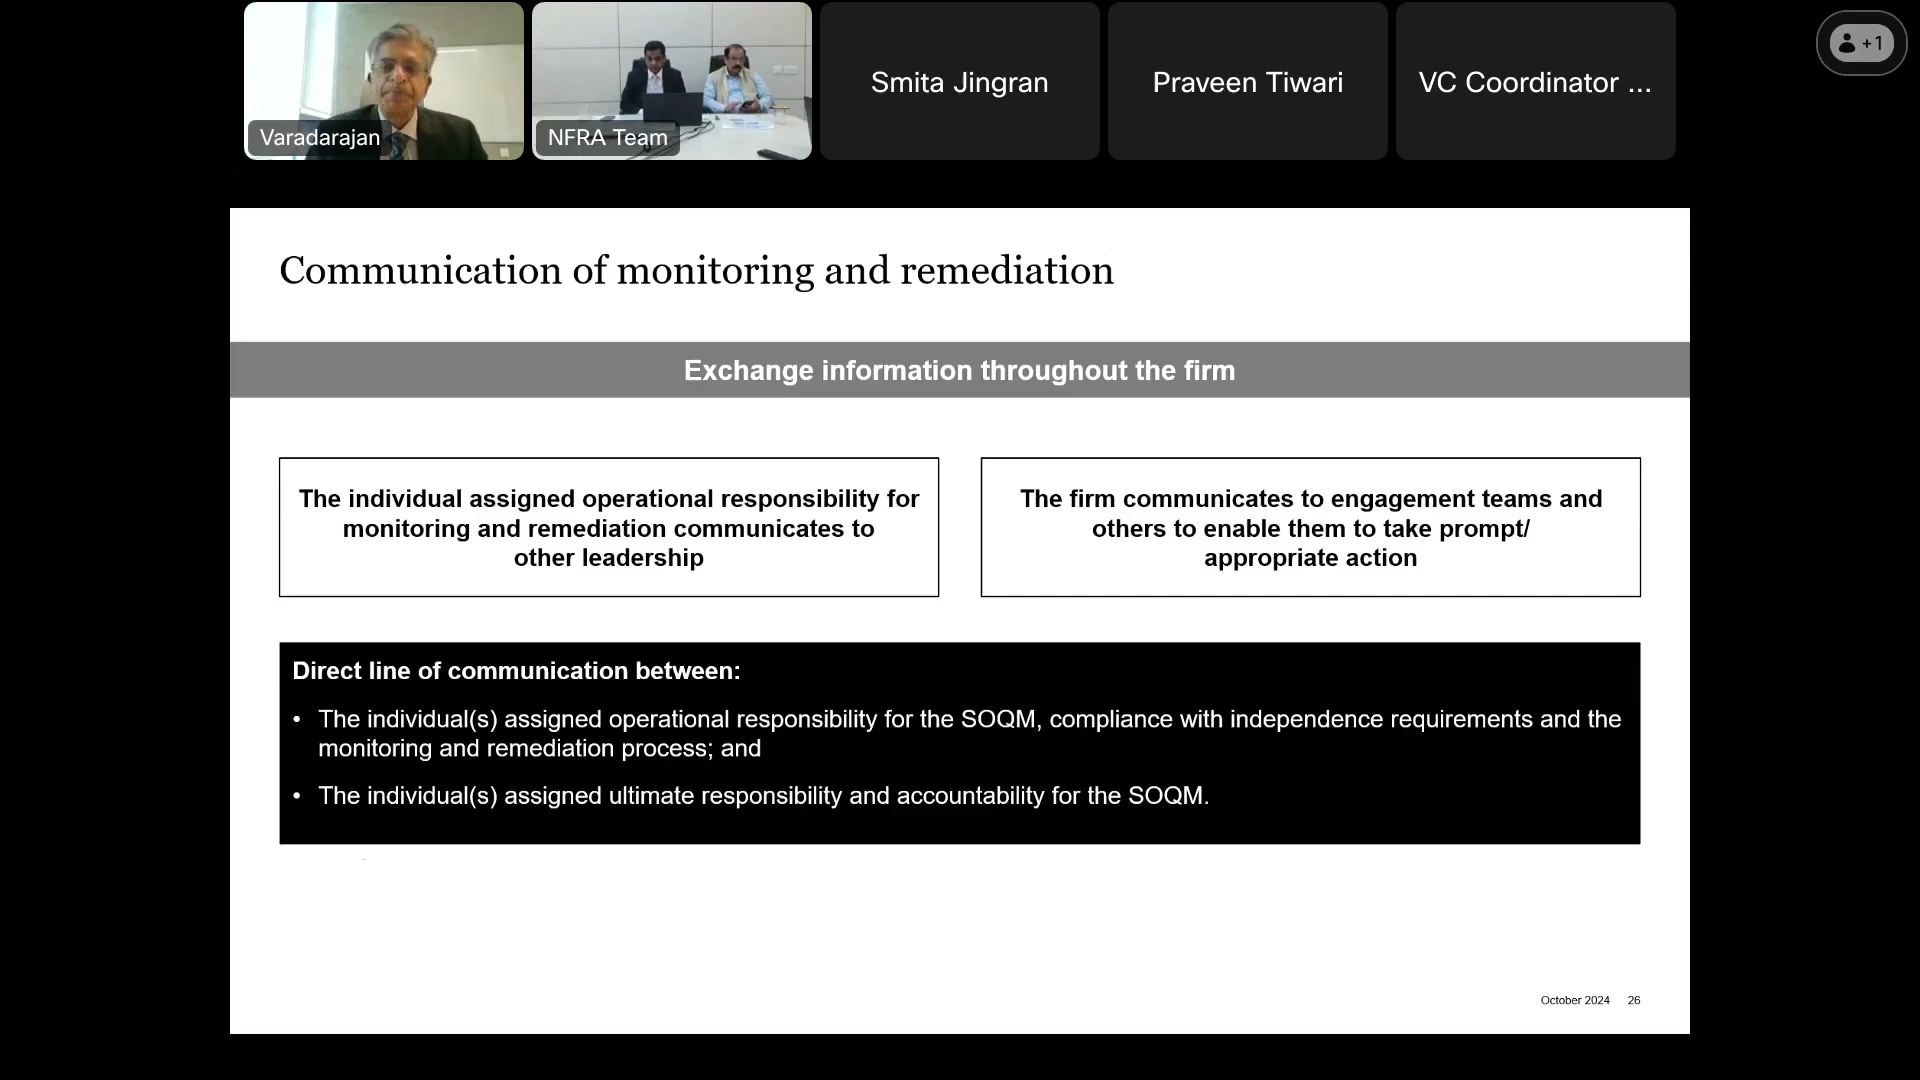 Varadarajan
NFRA Team
Smita Jingran
Praveen Tiwari
VC Coordinator ...
+1
Communication of monitoring and remediation
Exchange information throughout the firm
The individual assigned operational responsibility for
monitoring and remediation communicates to
other leadership
The firm communicates to engagement teams and
others to enable them to take prompt/
appropriate action
Direct line of communication between:
• The individual(s) assigned operational responsibility for the SOQM, compliance with independence requirements and the
monitoring and remediation process; and
• The individual(s) assigned ultimate responsibility and accountability for the SOQM.
October 2024 26